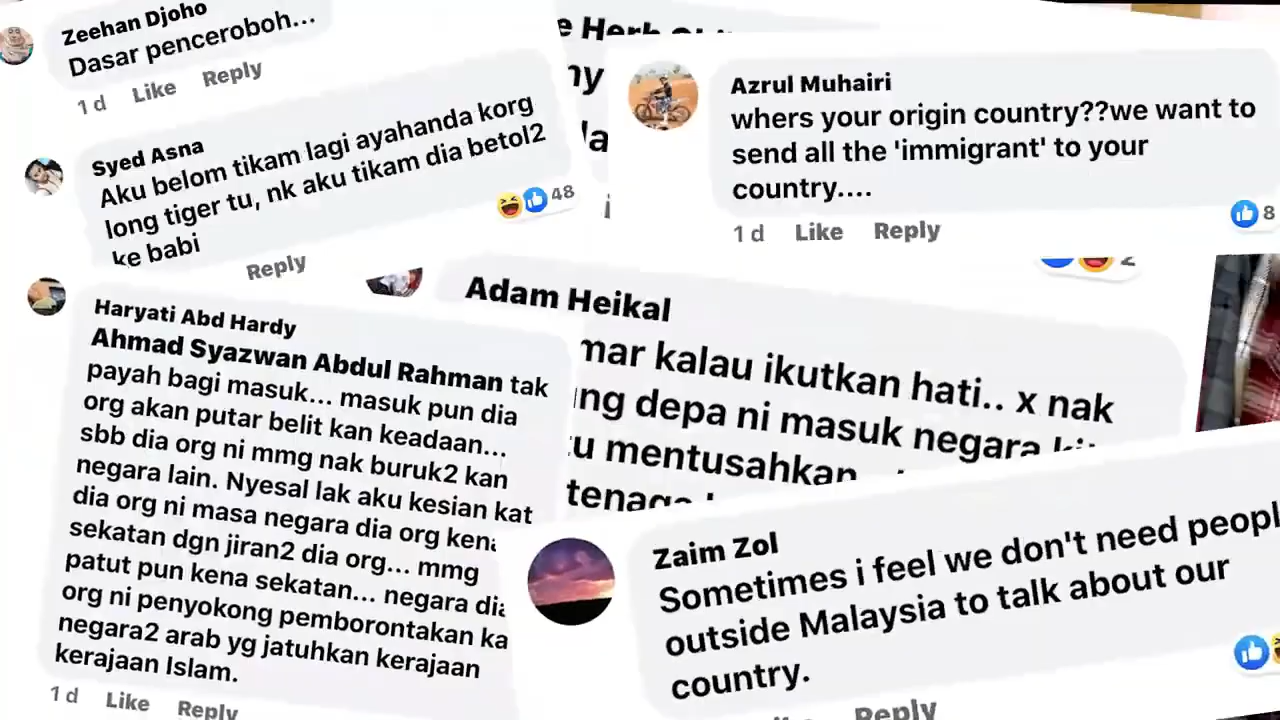 Zeehan Djoho
Dasar penceroboh...
1 d Like Reply
Syed Asna
Aku belom tikam lagi ayahanda korg
long tiger tu, nk aku tikam dia betol2
ke babi
48
Reply
Azrul Muhairi
whers your origin country??we want to
send all the 'immigrant' to your
country....
8
1 d Like Reply
Haryati Abd Hardy
Ahmad Syazwan Abdul Rahman tak
payah bagi masuk... masuk pun dia
org akan putar belit kan keadaan...
sbb dia org ni mmg nak buruk2 kan
negara lain. Nyesal lak aku kesian kat
dia org ni masa negara dia org kena
sekatan dgn jiran2 dia org... mmg
patut pun kena sekatan... negara dia
org ni penyokong pemborontakan ka
negara2 arab yg jatuhkan kerajaan
kerajaan Islam.
1 d Like Reply
2
Adam Heikal
mar kalau ikutkan hati.. x nak
ng depa ni masuk negara
u mentusahkan
Zaim Zol
Sometimes i feel we don't need peopl
outside Malaysia to talk about our
country.
Reply